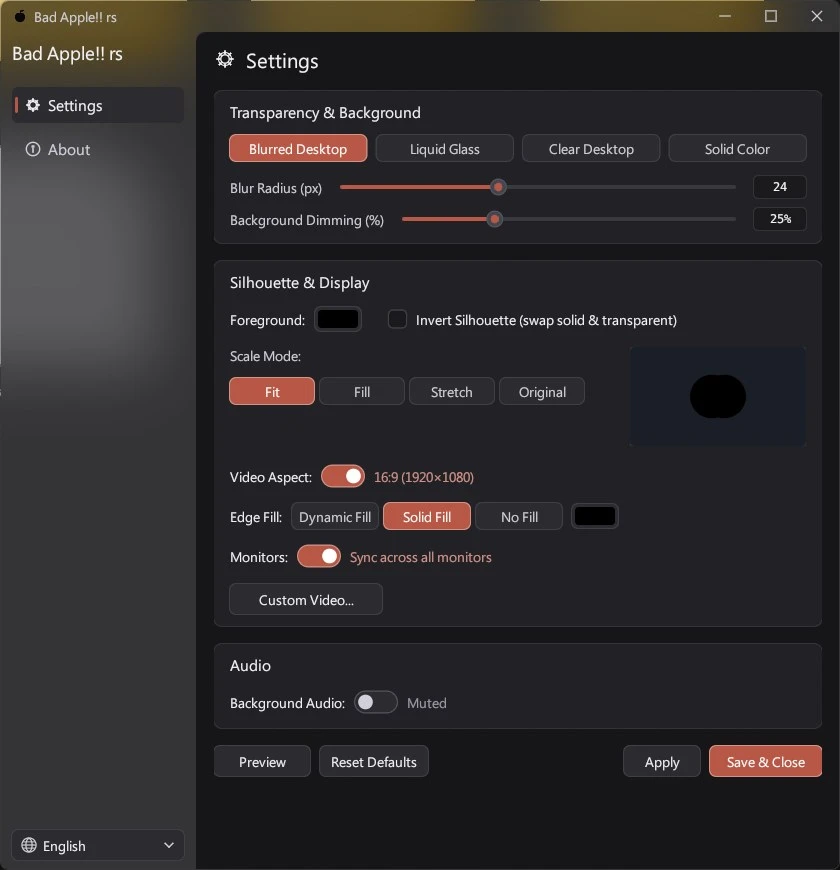 Bad Apple!! rs
Bad Apple!! rs
Settings
About
English
Settings
Transparency & Background
Blurred Desktop Liquid Glass Clear Desktop Solid Color
Blur Radius (px) 24
Background Dimming (%) 25%
Silhouette & Display
Foreground: Invert Silhouette (swap solid & transparent)
Scale Mode:
Fit Fill Stretch Original
Video Aspect: 16:9 (1920×1080)
Edge Fill: Dynamic Fill Solid Fill No Fill
Monitors: Sync across all monitors
Custom Video...
Audio
Background Audio: Muted
Preview Reset Defaults Apply Save & Close